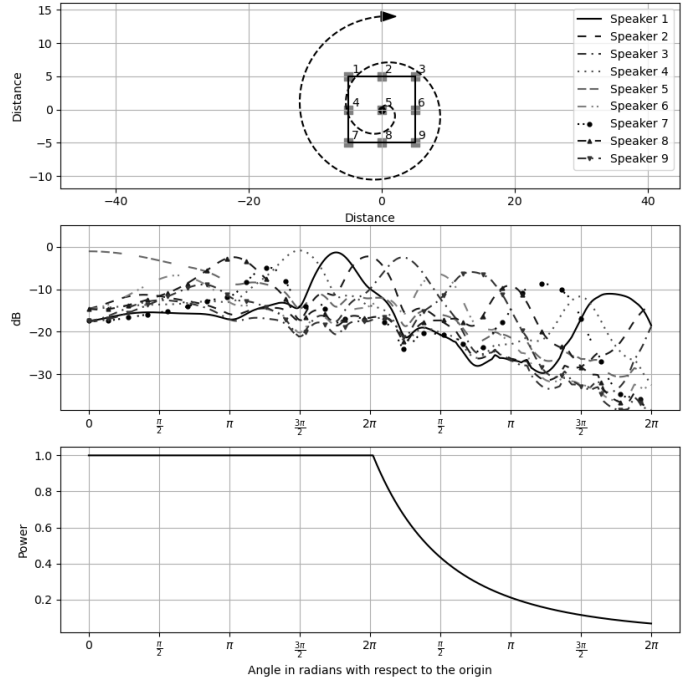 15
10
5
0
−5
−10
Distance
1 2 3
4 5 6
7 8 9
−40 −20 0 20 40
Distance
Speaker 1
Speaker 2
Speaker 3
Speaker 4
Speaker 5
Speaker 6
Speaker 7
Speaker 8
Speaker 9
0
−10
−20
−30
dB
0 π/2 π 3π/2 2π π/2 π 3π/2 2π
1.0
0.8
0.6
0.4
0.2
Power
0 π/2 π 3π/2 2π π/2 π 3π/2 2π
Angle in radians with respect to the origin